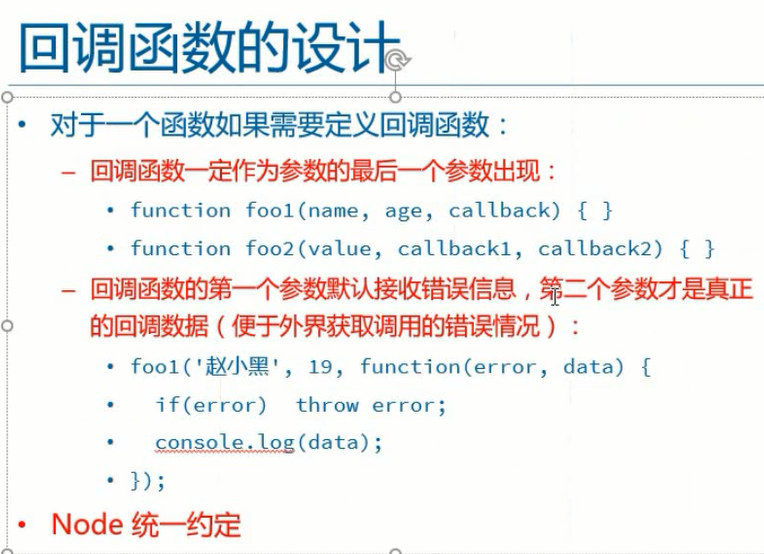 回调函数的设计
• 对于一个函数如果需要定义回调函数：
– 回调函数一定作为参数的最后一个参数出现：
• function foo1(name, age, callback) { }
• function foo2(value, callback1, callback2) { }
– 回调函数的第一个参数默认接收错误信息，第二个参数才是真正
的回调数据（便于外界获取调用的错误情况）：
• foo1('赵小黑', 19, function(error, data) {
• if(error)  throw error;
• console.log(data);
• });
• Node 统一约定